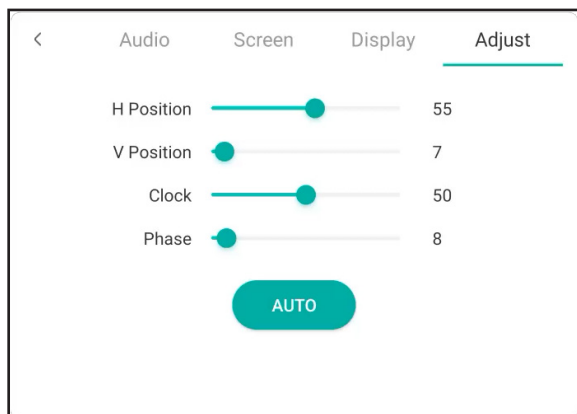 Audio Screen Display Adjust
H Position 55
V Position 7
Clock 50
Phase 8
AUTO